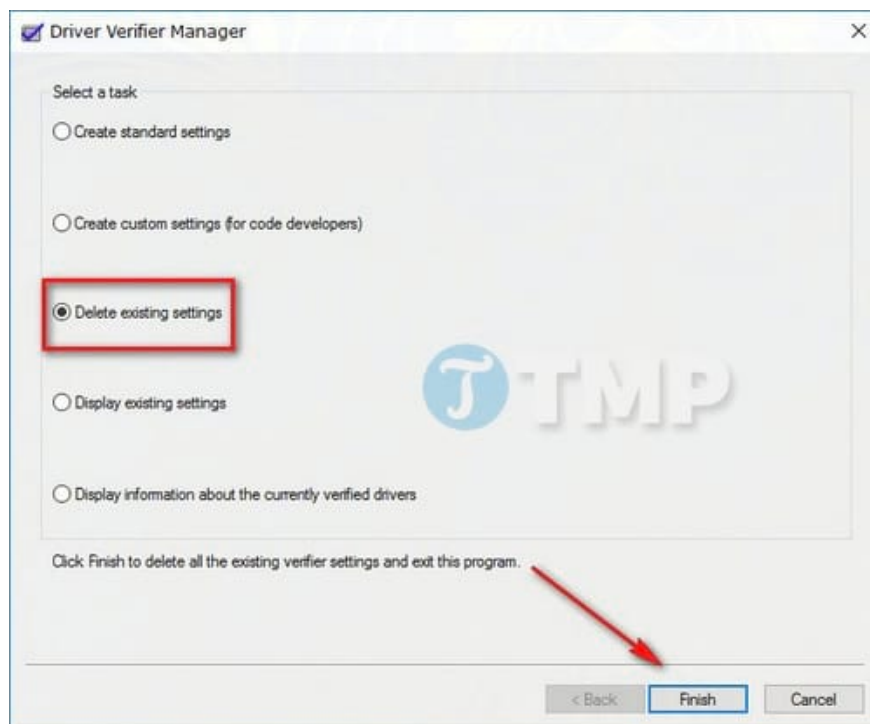 Driver Verifier Manager
Select a task
Create standard settings
Create custom settings (for code developers)
Delete existing settings
TMP
Display existing settings
Display information about the currently verified drivers
Click Finish to delete all the existing verifier settings and exit this program.
< Back Finish Cancel